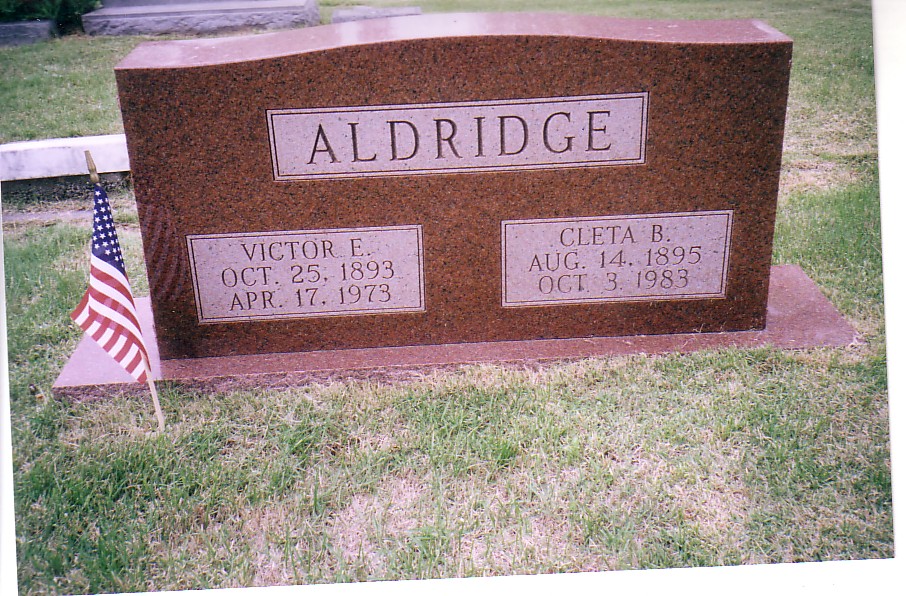 ALDRIDGE
VICTOR E.
OCT. 25, 1893
APR. 17, 1973
CLETA B.
AUG. 14, 1895
OCT. 3, 1983